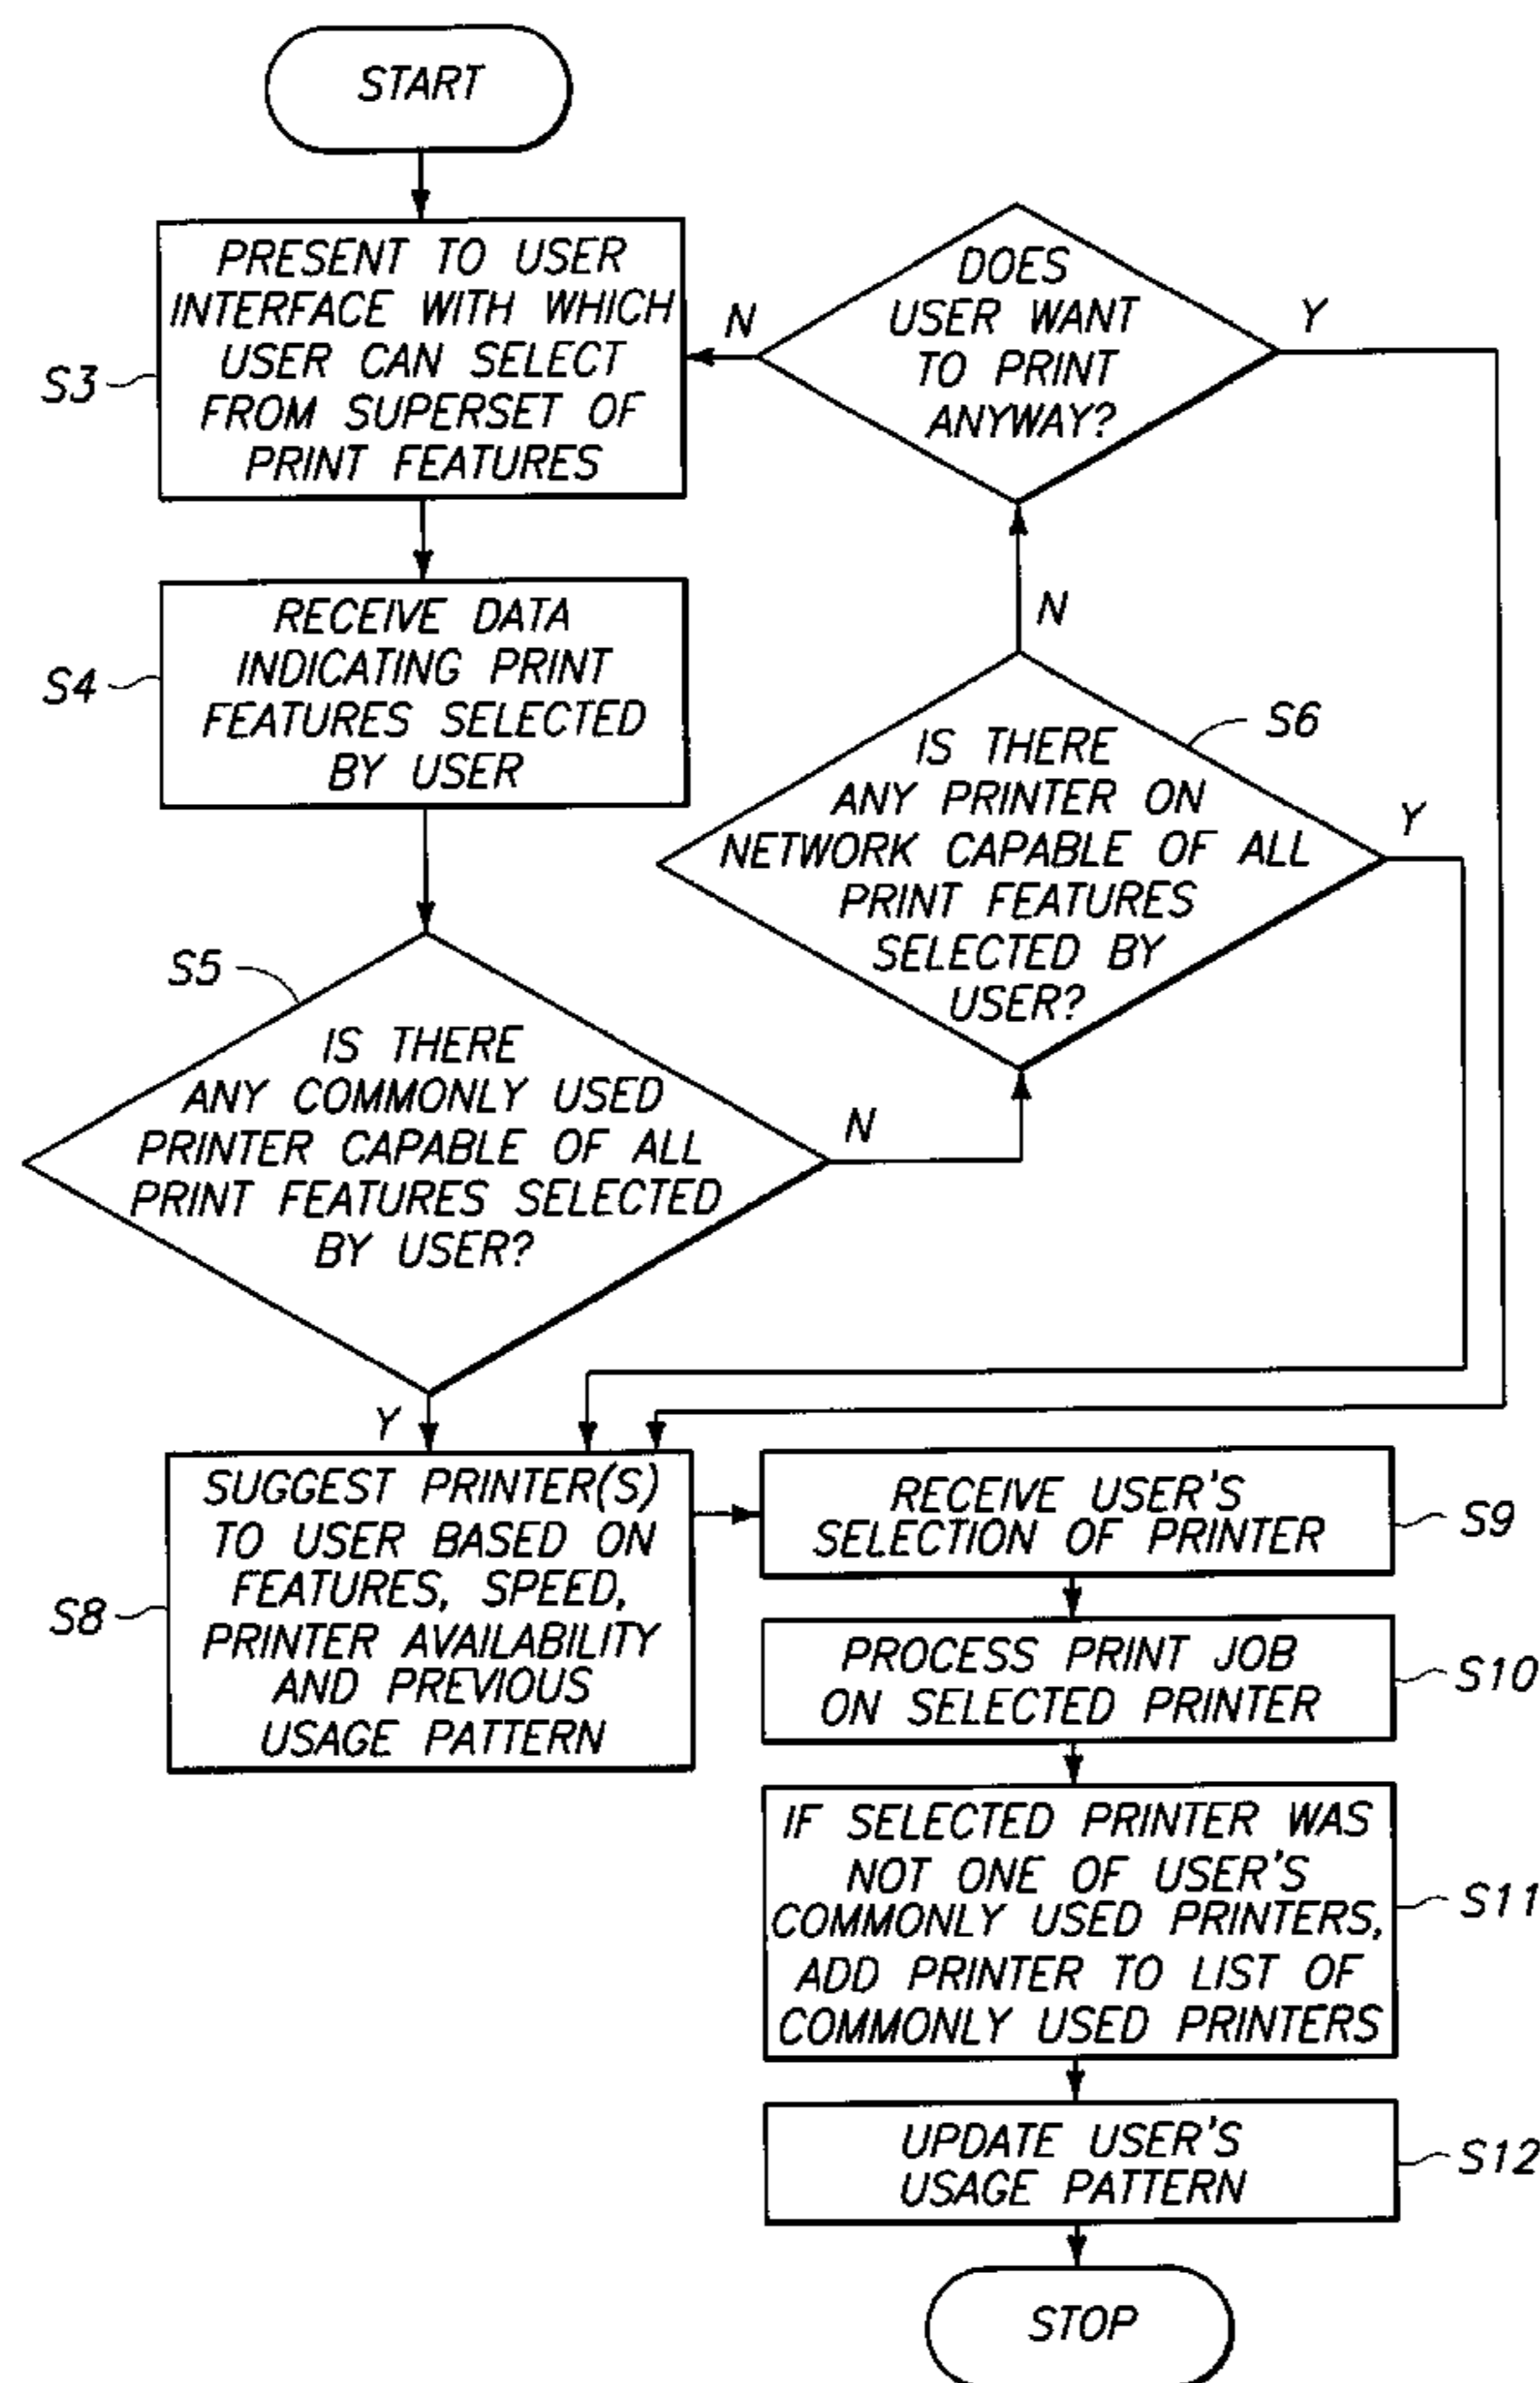 START
PRESENT TO USER
INTERFACE WITH WHICH
USER CAN SELECT
FROM SUPERSET OF
PRINT FEATURES
S3
DOES
USER WANT
TO PRINT
ANYWAY?
N
Y
RECEIVE DATA
INDICATING PRINT
FEATURES SELECTED
BY USER
S4
N
IS THERE
ANY PRINTER ON
NETWORK CAPABLE OF ALL
PRINT FEATURES
SELECTED BY
USER?
S6
Y
S5
IS THERE
ANY COMMONLY USED
PRINTER CAPABLE OF ALL
PRINT FEATURES SELECTED
BY USER?
N
Y
SUGGEST PRINTER(S)
TO USER BASED ON
FEATURES, SPEED,
PRINTER AVAILABILITY
AND PREVIOUS
USAGE PATTERN
S8
RECEIVE USER'S
SELECTION OF PRINTER
S9
PROCESS PRINT JOB
ON SELECTED PRINTER
S10
IF SELECTED PRINTER WAS
NOT ONE OF USER'S
COMMONLY USED PRINTERS,
ADD PRINTER TO LIST OF
COMMONLY USED PRINTERS
S11
UPDATE USER'S
USAGE PATTERN
S12
STOP